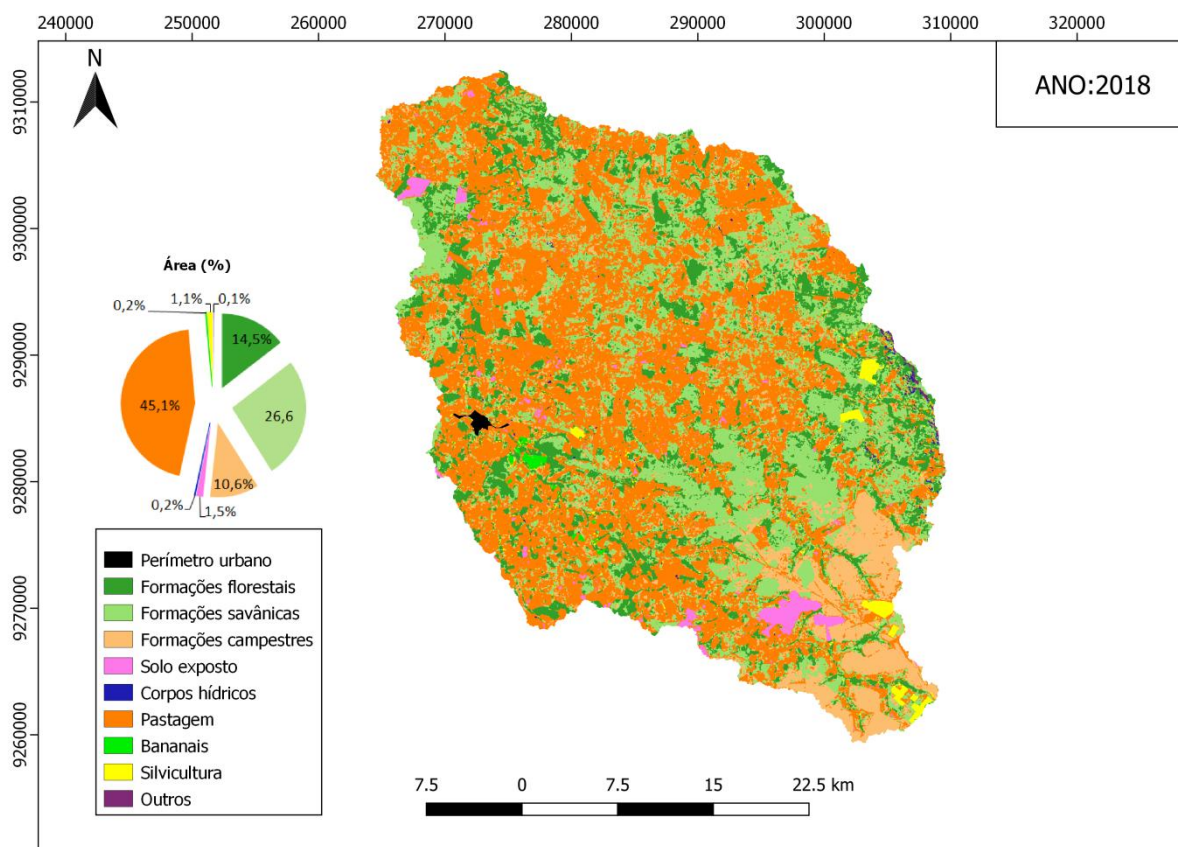 240000 250000 260000 270000 280000 290000 300000 310000 320000
N
ANO:2018
9310000
9300000
9290000
9280000
9270000
9260000
Área (%)
0,2% 1,1% 0,1%
14,5%
45,1% 26,6
10,6%
0,2% 1,5%
Perímetro urbano
Formações florestais
Formações savânicas
Formações campestres
Solo exposto
Corpos hídricos
Pastagem
Bananais
Silvicultura
Outros
7.5 0 7.5 15 22.5 km